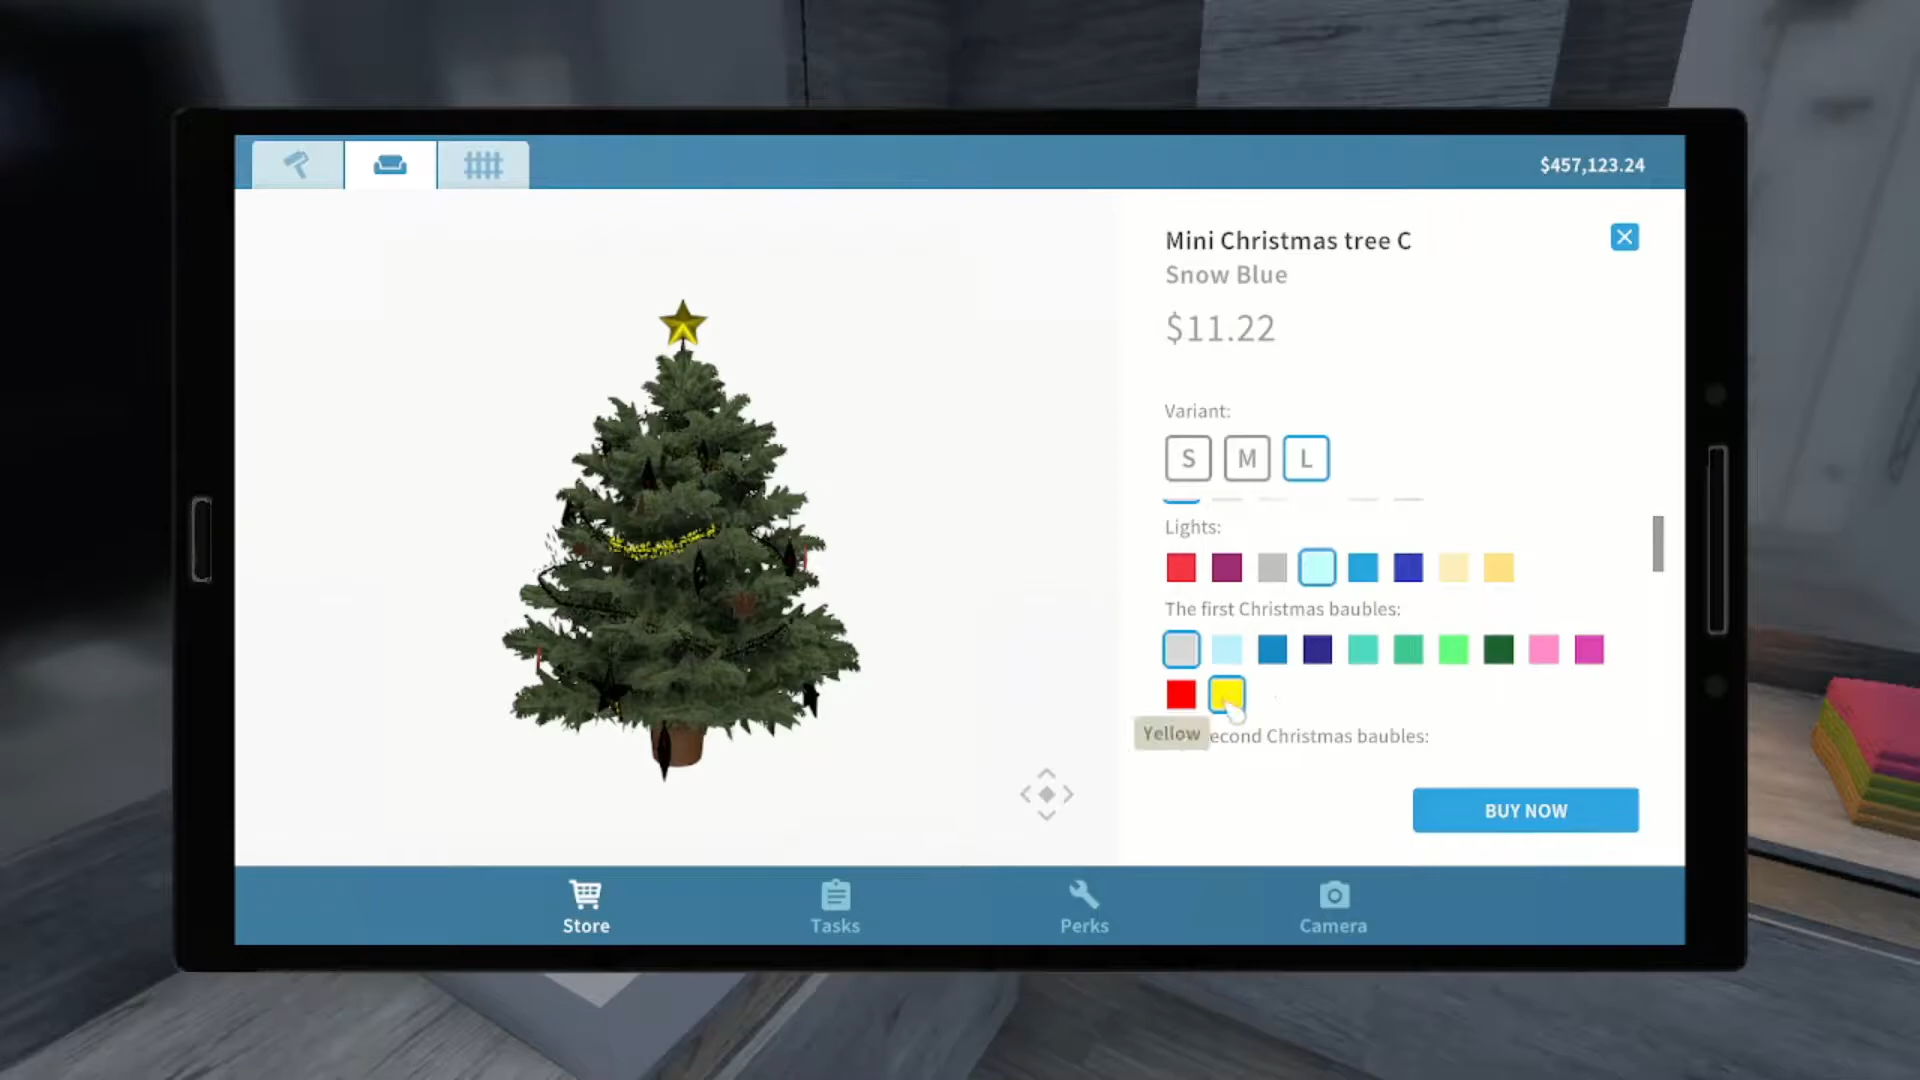 $457,123.24
Mini Christmas tree C
Snow Blue
$11.22
Variant:
S M L
Lights:
The first Christmas baubles:
Yellow
econd Christmas baubles:
BUY NOW
Store
Tasks
Perks
Camera